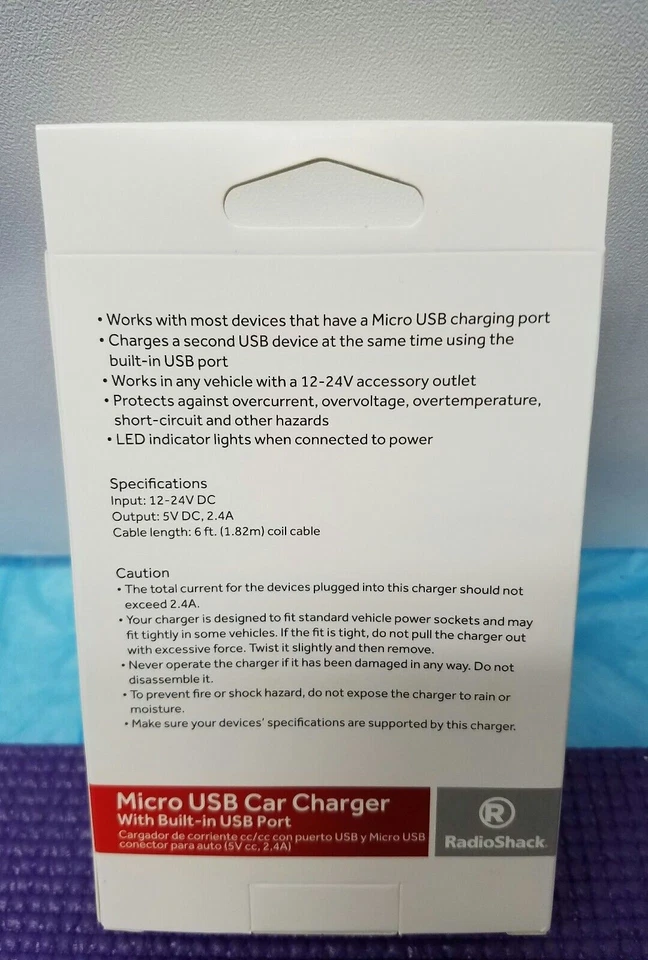 • Works with most devices that have a Micro USB charging port
• Charges a second USB device at the same time using the
built-in USB port
• Works in any vehicle with a 12-24V accessory outlet
• Protects against overcurrent, overvoltage, overtemperature,
short-circuit and other hazards
• LED indicator lights when connected to power
Specifications
Input: 12-24V DC
Output: 5V DC, 2.4A
Cable length: 6 ft. (1.82m) coil cable
Caution
• The total current for the devices plugged into this charger should not
exceed 2.4A.
• Your charger is designed to fit standard vehicle power sockets and may
fit tightly in some vehicles. If the fit is tight, do not pull the charger out
with excessive force. Twist it slightly and then remove.
• Never operate the charger if it has been damaged in any way. Do not
disassemble it.
• To prevent fire or shock hazard, do not expose the charger to rain or
moisture.
• Make sure your devices' specifications are supported by this charger.
Micro USB Car Charger
With Built-in USB Port
Cargador de corriente cc/cc con puerto USB y Micro USB
conector para auto (5V cc, 2,4A)
R
RadioShack.